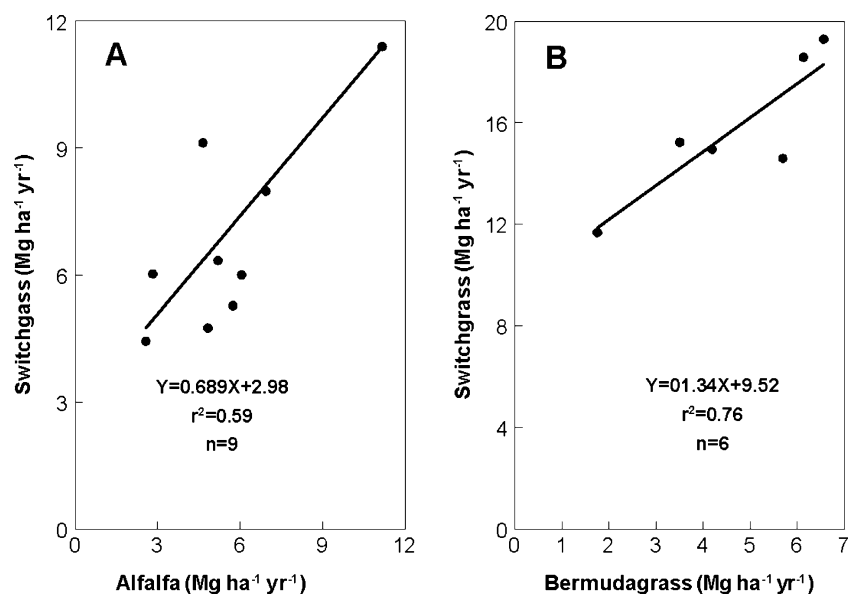 A
12
9
6
3
0
Switchgass (Mg ha⁻¹ yr⁻¹)
Y=0.689X+2.98
r²=0.59
n=9
0 3 6 9 12
Alfalfa (Mg ha⁻¹ yr⁻¹)
B
20
16
12
8
4
0
Switchgrass (Mg ha⁻¹ yr⁻¹)
Y=01.34X+9.52
r²=0.76
n=6
0 1 2 3 4 5 6 7
Bermudagrass (Mg ha⁻¹ yr⁻¹)